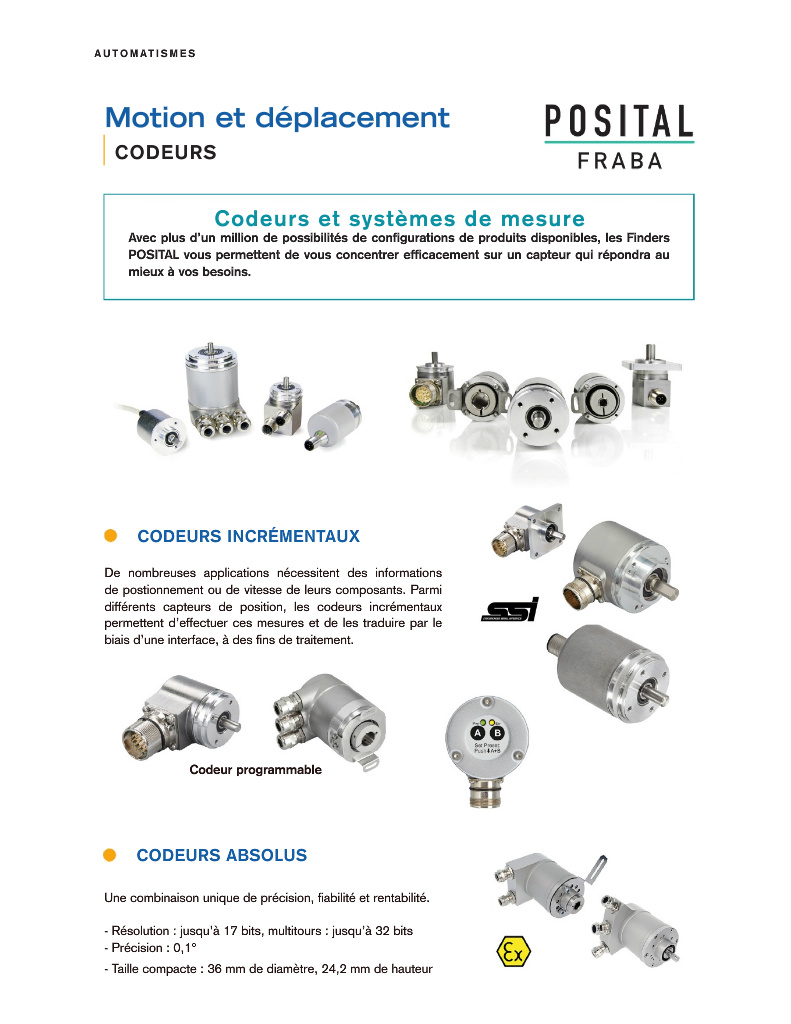 AUTOMATISMES
Motion et déplacement
CODEURS
POSITAL
FRABA
Codeurs et systèmes de mesure
Avec plus d'un million de possibilités de configurations de produits disponibles, les Finders
POSITAL vous permettent de vous concentrer efficacement sur un capteur qui répondra au
mieux à vos besoins.
CODEURS INCRÉMENTAUX
De nombreuses applications nécessitent des informations
de postionnement ou de vitesse de leurs composants. Parmi
différents capteurs de position, les codeurs incrémentaux
permettent d'effectuer ces mesures et de les traduire par le
biais d'une interface, à des fins de traitement.
SSI
A B
Set Preset
Push A+B
Codeur programmable
CODEURS ABSOLUS
Une combinaison unique de précision, fiabilité et rentabilité.
- Résolution : jusqu'à 17 bits, multitours : jusqu'à 32 bits
- Précision : 0,1°
- Taille compacte : 36 mm de diamètre, 24,2 mm de hauteur
Ex